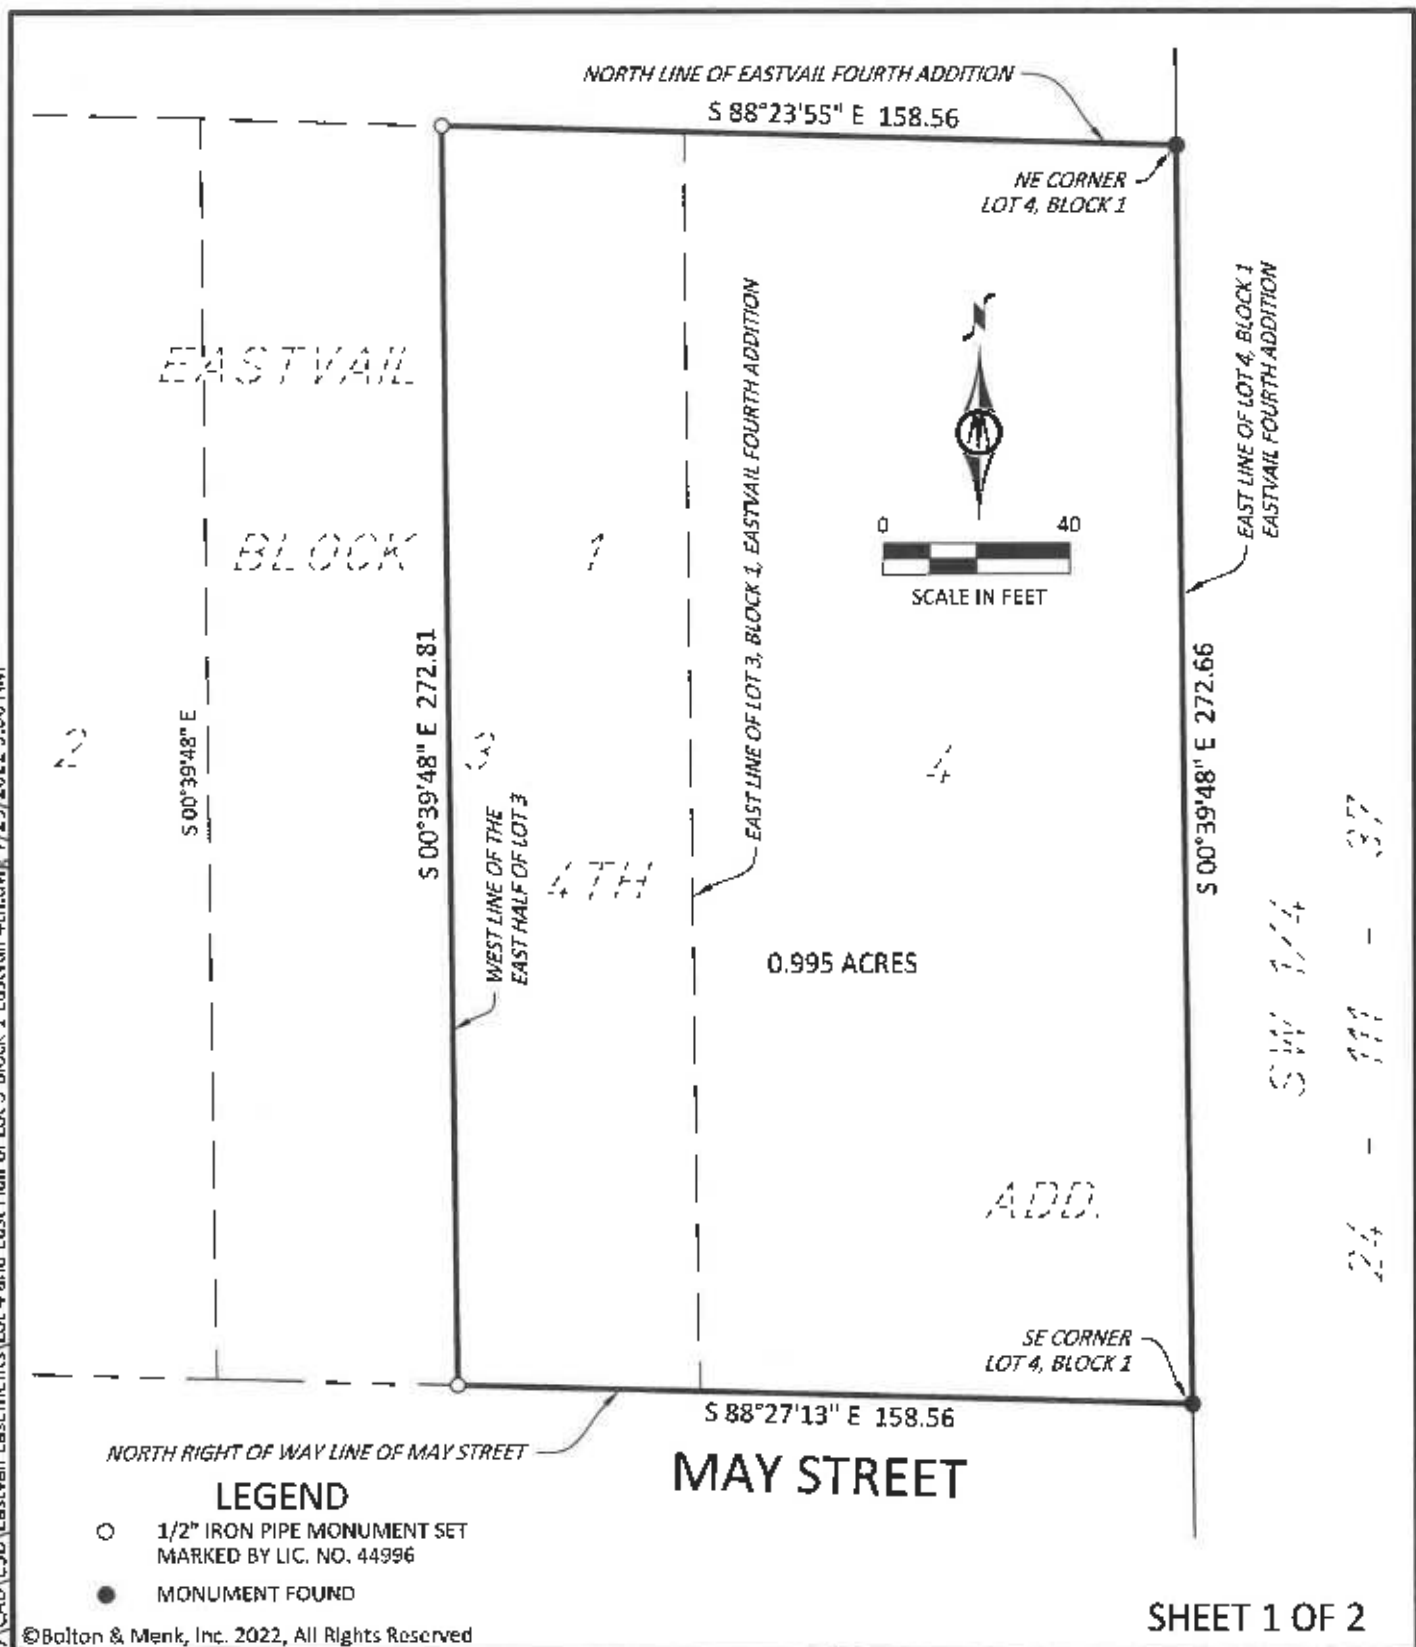 NORTH LINE OF EASTVAIL FOURTH ADDITION
S 88°23'55" E 158.56
NE CORNER
LOT 4, BLOCK 1
EAST LINE OF LOT 4, BLOCK 1
EASTVAIL FOURTH ADDITION
EAST LINE OF LOT 3, BLOCK 1, EASTVAIL FOURTH ADDITION
N
0 40
SCALE IN FEET
EASTVAIL
BLOCK 1
S 00°39'48" E 272.81
S 00°39'48" E 272.66
S 00°39'48" E
2
3
4
WEST LINE OF THE
EAST HALF OF LOT 3
4TH
0.995 ACRES
SW 1/4
24 - 111 - 37
ADD.
SE CORNER
LOT 4, BLOCK 1
S 88°27'13" E 158.56
NORTH RIGHT OF WAY LINE OF MAY STREET
MAY STREET
LEGEND
1/2" IRON PIPE MONUMENT SET
MARKED BY LIC. NO. 44996
MONUMENT FOUND
©Bolton & Menk, Inc. 2022, All Rights Reserved
SHEET 1 OF 2